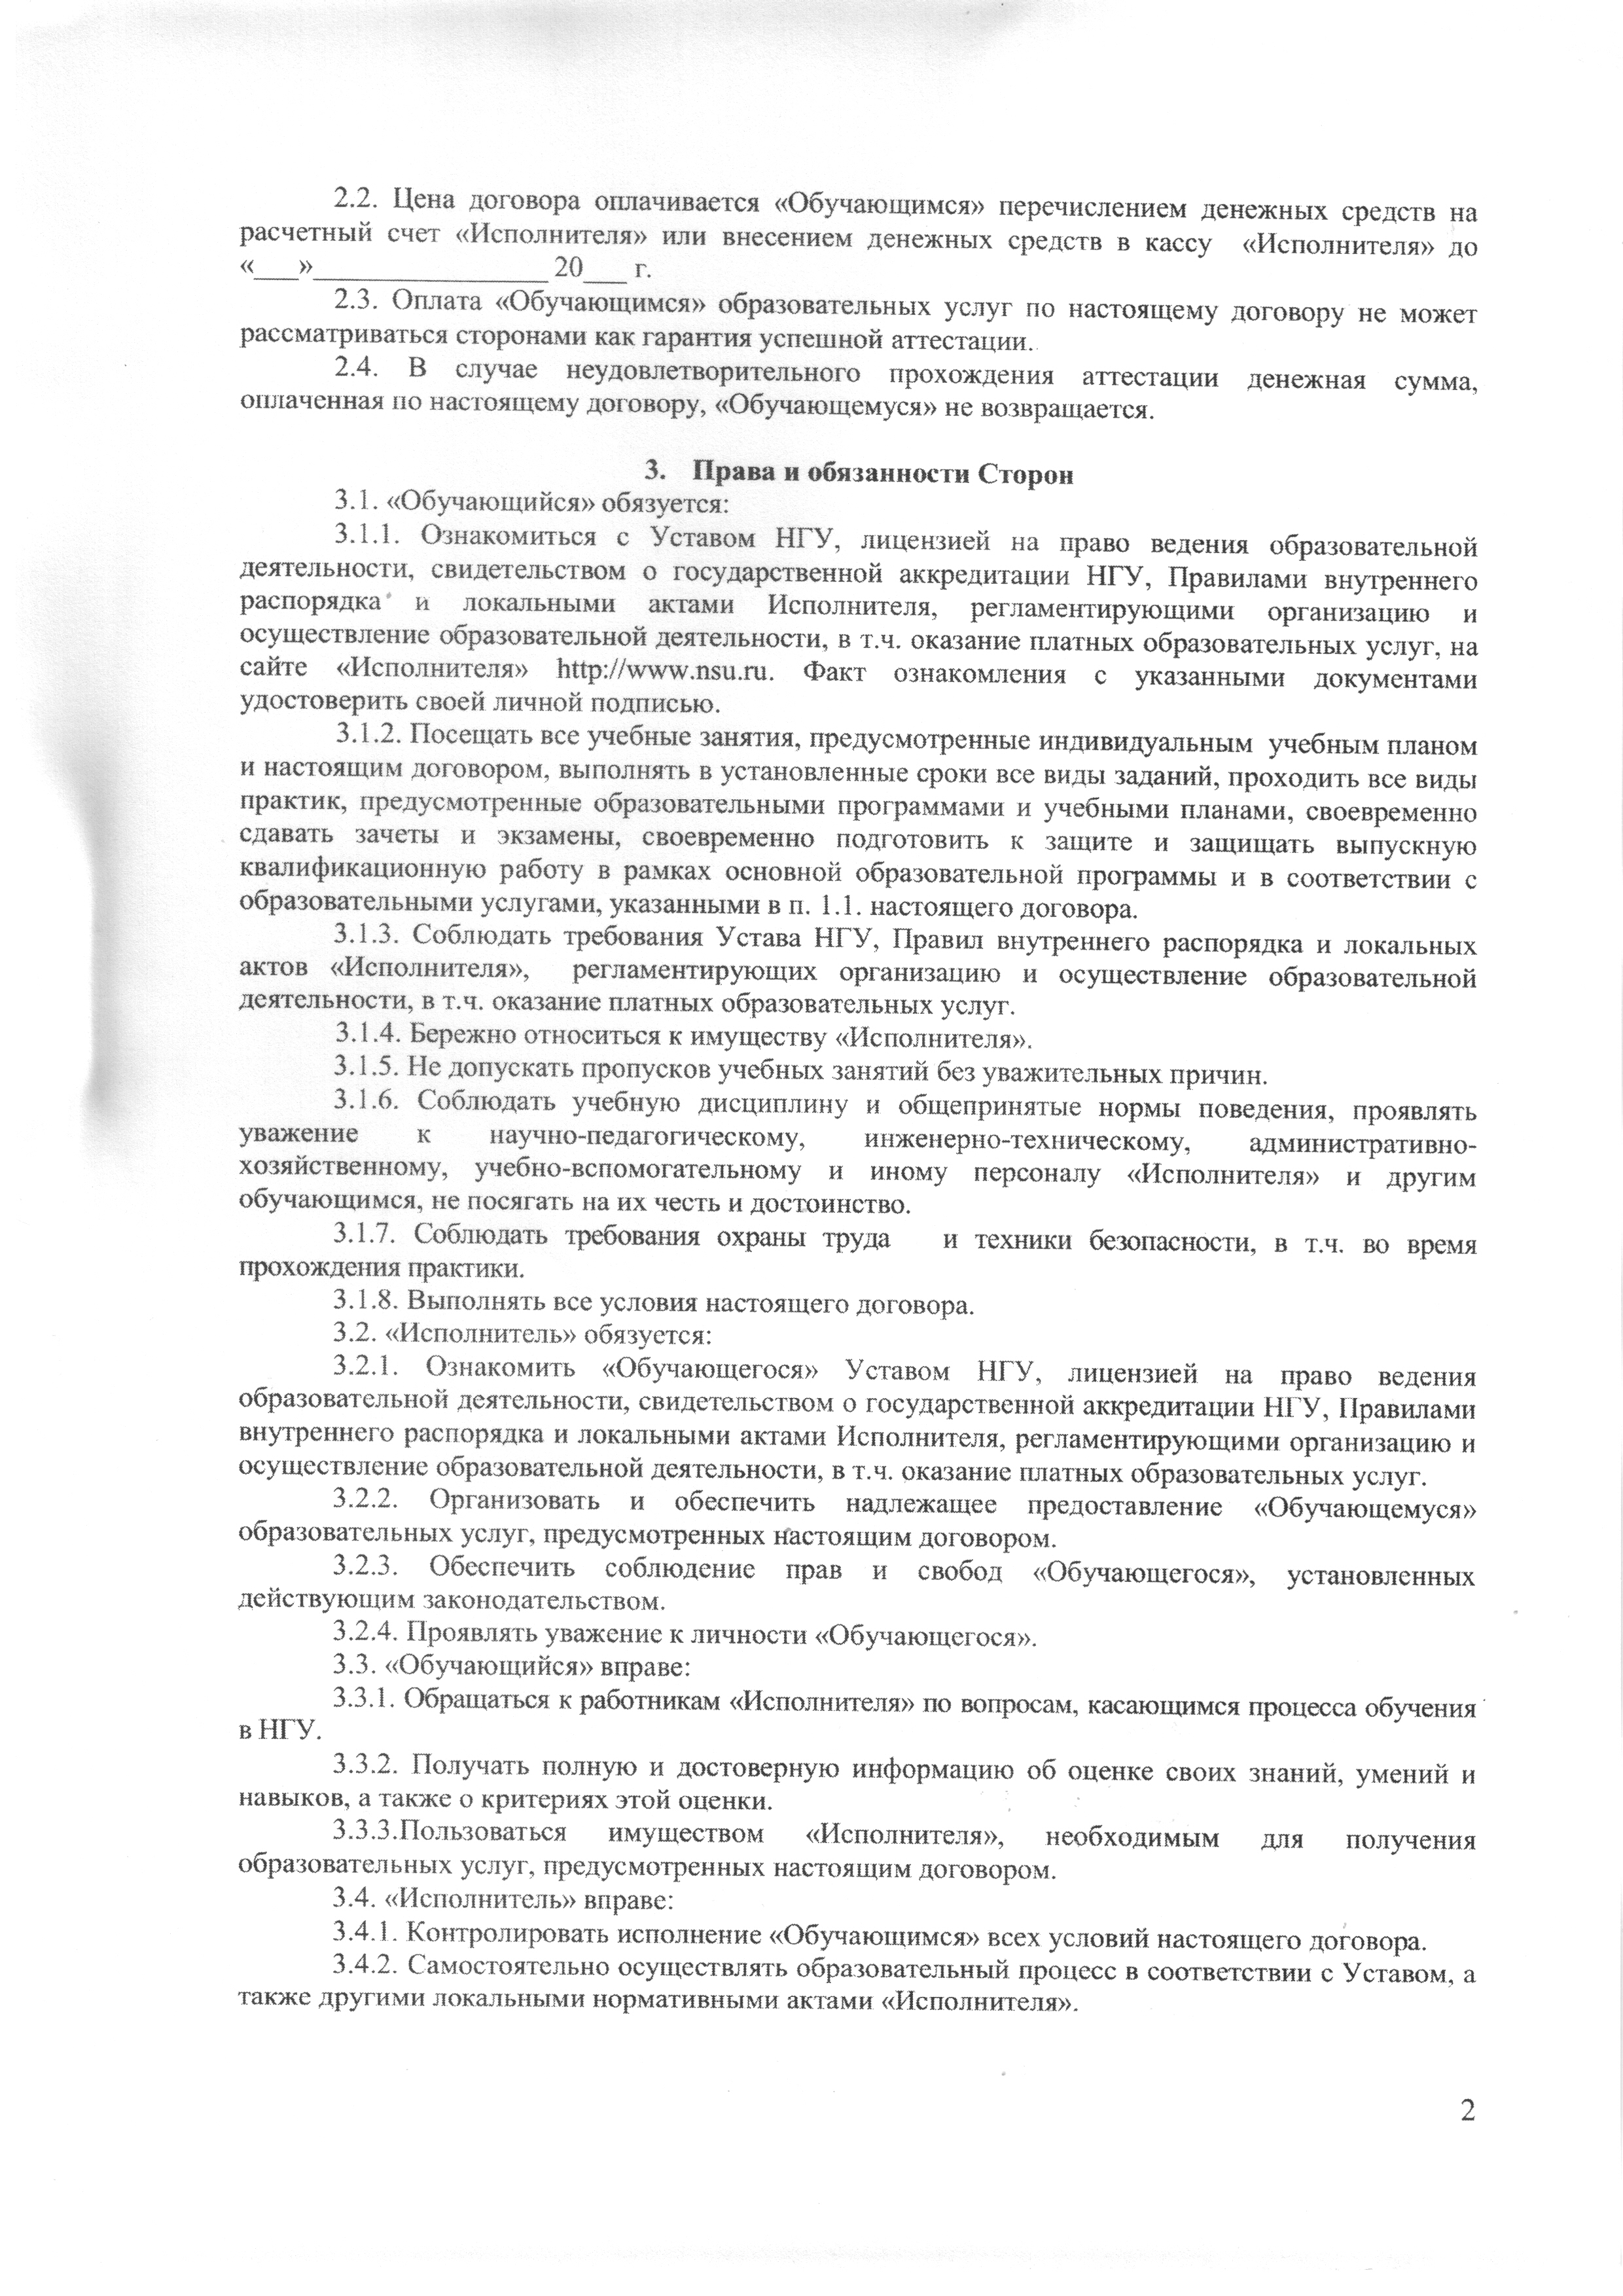 2.2. Цена договора оплачивается «Обучающимся» перечислением денежных средств на
расчетный счет «Исполнителя» или внесением денежных средств в кассу «Исполнителя» до
«___»________________ 20___ г.
2.3. Оплата «Обучающимся» образовательных услуг по настоящему договору не может
рассматриваться сторонами как гарантия успешной аттестации.
2.4. В случае неудовлетворительного прохождения аттестации денежная сумма,
оплаченная по настоящему договору, «Обучающемуся» не возвращается.
3. Права и обязанности Сторон
3.1. «Обучающийся» обязуется:
3.1.1. Ознакомиться с Уставом НГУ, лицензией на право ведения образовательной
деятельности, свидетельством о государственной аккредитации НГУ, Правилами внутреннего
распорядка и локальными актами Исполнителя, регламентирующими организацию и
осуществление образовательной деятельности, в т.ч. оказание платных образовательных услуг, на
сайте «Исполнителя» http://www.nsu.ru. Факт ознакомления с указанными документами
удостоверить своей личной подписью.
3.1.2. Посещать все учебные занятия, предусмотренные индивидуальным учебным планом
и настоящим договором, выполнять в установленные сроки все виды заданий, проходить все виды
практик, предусмотренные образовательными программами и учебными планами, своевременно
сдавать зачеты и экзамены, своевременно подготовить к защите и защищать выпускную
квалификационную работу в рамках основной образовательной программы и в соответствии с
образовательными услугами, указанными в п. 1.1. настоящего договора.
3.1.3. Соблюдать требования Устава НГУ, Правил внутреннего распорядка и локальных
актов «Исполнителя», регламентирующих организацию и осуществление образовательной
деятельности, в т.ч. оказание платных образовательных услуг.
3.1.4. Бережно относиться к имуществу «Исполнителя».
3.1.5. Не допускать пропусков учебных занятий без уважительных причин.
3.1.6. Соблюдать учебную дисциплину и общепринятые нормы поведения, проявлять
уважение к научно-педагогическому, инженерно-техническому, административно-
хозяйственному, учебно-вспомогательному и иному персоналу «Исполнителя» и другим
обучающимся, не посягать на их честь и достоинство.
3.1.7. Соблюдать требования охраны труда и техники безопасности, в т.ч. во время
прохождения практики.
3.1.8. Выполнять все условия настоящего договора.
3.2. «Исполнитель» обязуется:
3.2.1. Ознакомить «Обучающегося» Уставом НГУ, лицензией на право ведения
образовательной деятельности, свидетельством о государственной аккредитации НГУ, Правилами
внутреннего распорядка и локальными актами Исполнителя, регламентирующими организацию и
осуществление образовательной деятельности, в т.ч. оказание платных образовательных услуг.
3.2.2. Организовать и обеспечить надлежащее предоставление «Обучающемуся»
образовательных услуг, предусмотренных настоящим договором.
3.2.3. Обеспечить соблюдение прав и свобод «Обучающегося», установленных
действующим законодательством.
3.2.4. Проявлять уважение к личности «Обучающегося».
3.3. «Обучающийся» вправе:
3.3.1. Обращаться к работникам «Исполнителя» по вопросам, касающимся процесса обучения
в НГУ.
3.3.2. Получать полную и достоверную информацию об оценке своих знаний, умений и
навыков, а также о критериях этой оценки.
3.3.3.Пользоваться имуществом «Исполнителя», необходимым для получения
образовательных услуг, предусмотренных настоящим договором.
3.4. «Исполнитель» вправе:
3.4.1. Контролировать исполнение «Обучающимся» всех условий настоящего договора.
3.4.2. Самостоятельно осуществлять образовательный процесс в соответствии с Уставом, а
также другими локальными нормативными актами «Исполнителя».
2